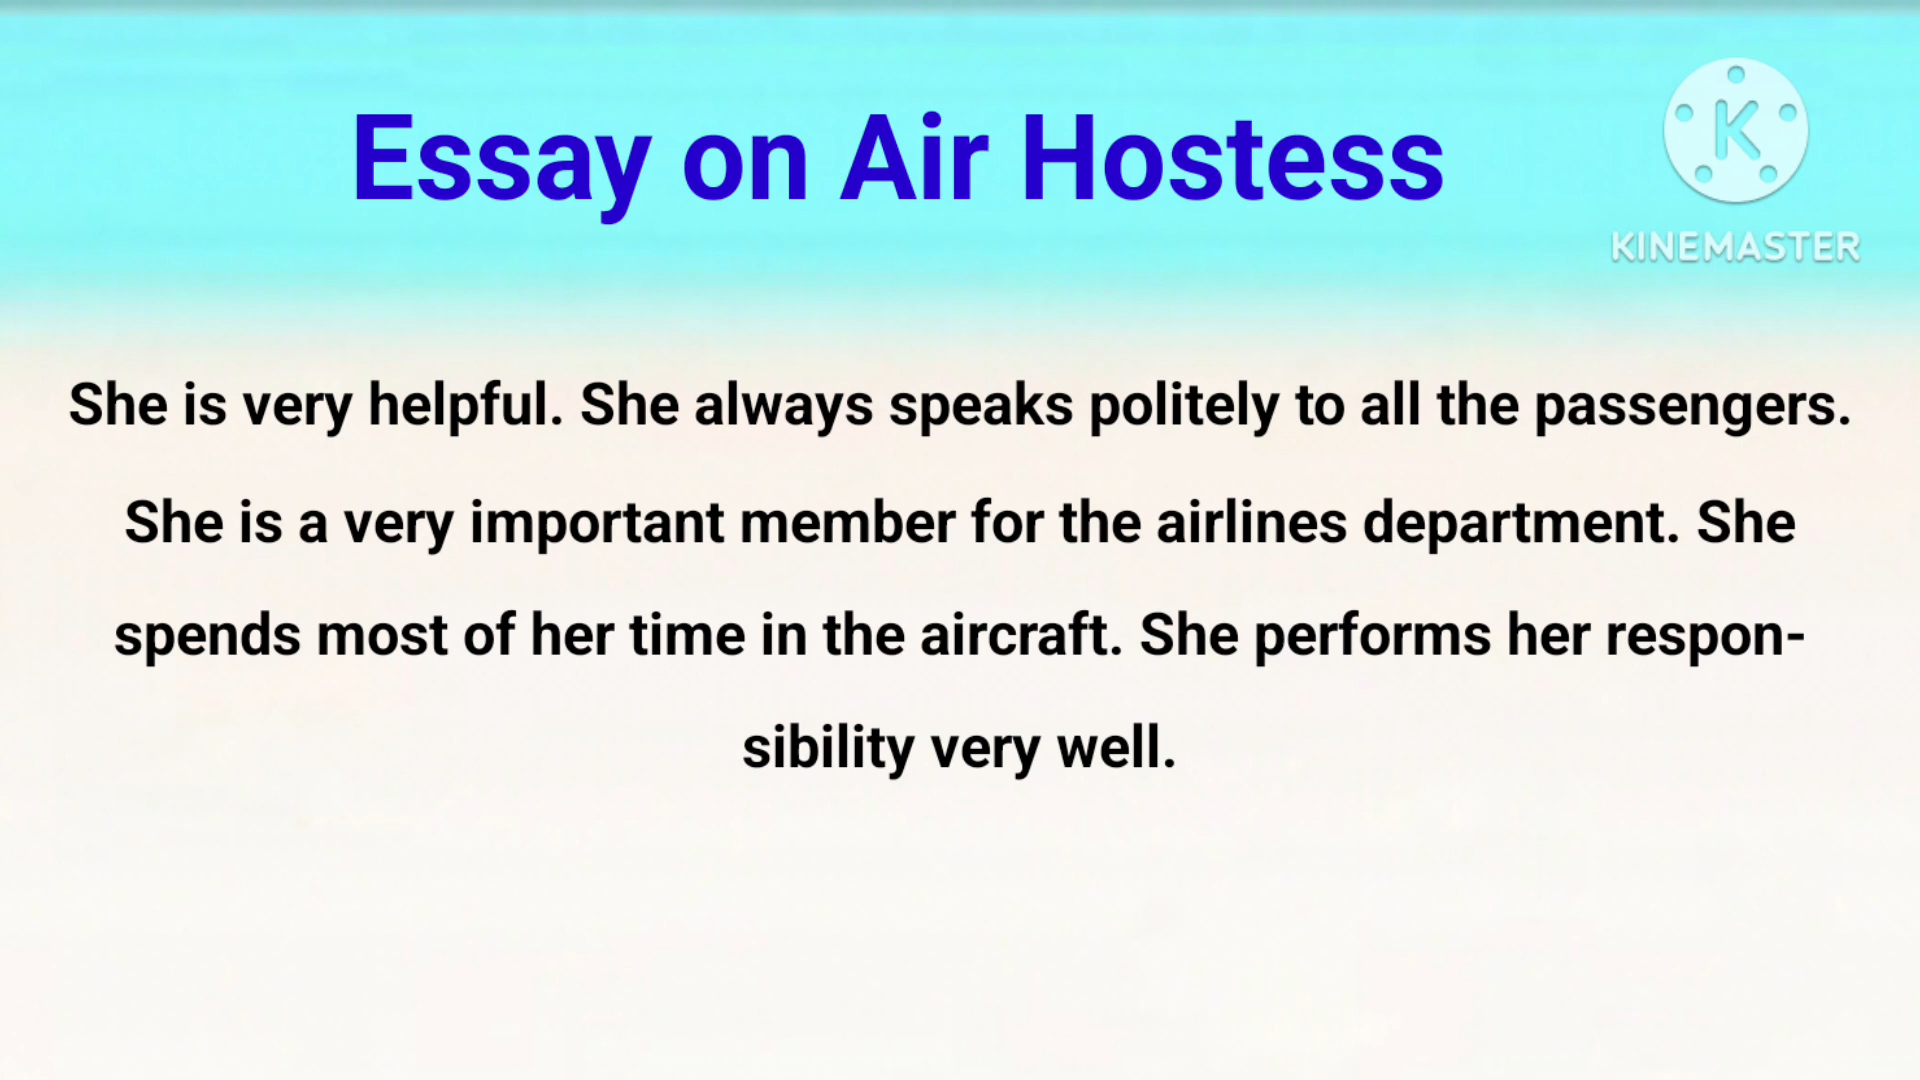 Essay on Air Hostess
K
KINEMASTER
She is very helpful. She always speaks politely to all the passengers.
She is a very important member for the airlines department. She
spends most of her time in the aircraft. She performs her respon-
sibility very well.